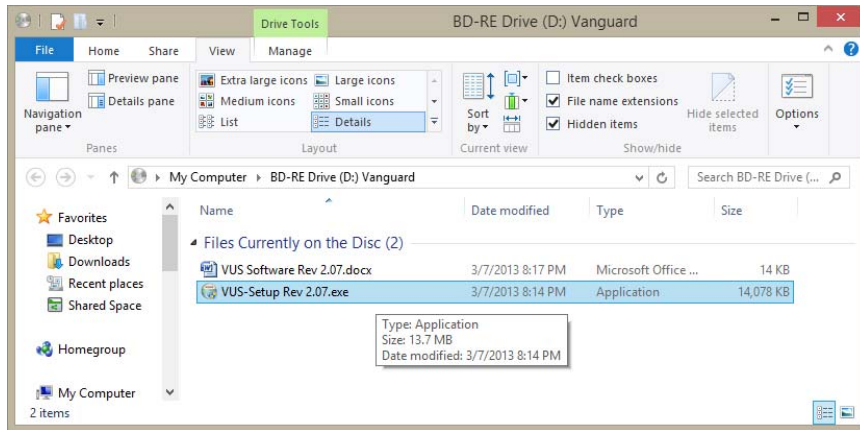 Drive Tools
BD-RE Drive (D:) Vanguard
File Home Share View Manage
Navigation pane
Preview pane
Details pane
Panes
Extra large icons Large icons
Medium icons Small icons
List Details
Layout
Sort by
Current view
Item check boxes
File name extensions
Hidden items
Hide selected items
Show/hide
Options
My Computer BD-RE Drive (D:) Vanguard
Search BD-RE Drive (...
Favorites
Desktop
Downloads
Recent places
Shared Space
Homegroup
My Computer
Name Date modified Type Size
Files Currently on the Disc (2)
VUS Software Rev 2.07.docx 3/7/2013 8:17 PM Microsoft Office ... 14 KB
VUS-Setup Rev 2.07.exe 3/7/2013 8:14 PM Application 14,078 KB
Type: Application
Size: 13.7 MB
Date modified: 3/7/2013 8:14 PM
2 items